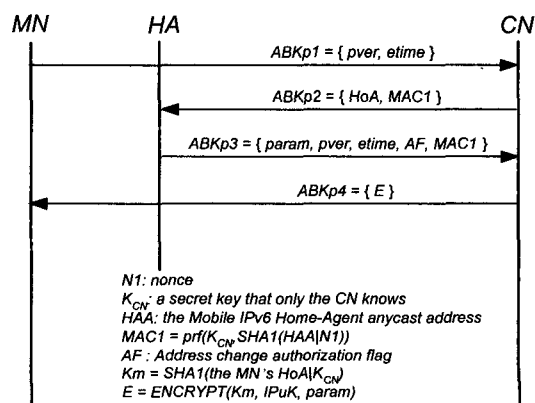 MN HA CN
ABKp1 = { pver, etime }
ABKp2 = { HoA, MAC1 }
ABKp3 = { param, pver, etime, AF, MAC1 }
ABKp4 = { E }
N1: nonce
KCN: a secret key that only the CN knows
HAA: the Mobile IPv6 Home-Agent anycast address
MAC1 = prf(KCN, SHA1(HAA|N1))
AF : Address change authorization flag
Km = SHA1(the MN's HoA|KCN)
E = ENCRYPT(Km, IPuK, param)